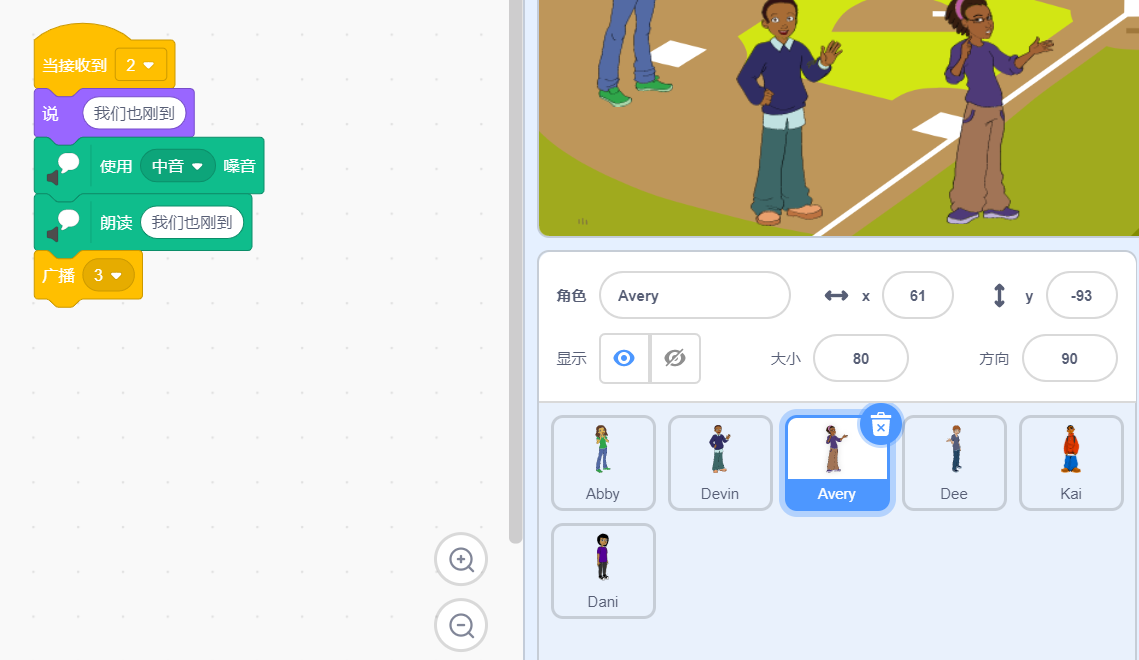 当接收到 2
说 我们也刚到
使用 中音 嗓音
朗读 我们也刚到
广播 3
角色 Avery x 61 y -93
显示 大小 80 方向 90
Abby Devin Avery Dee Kai
Dani